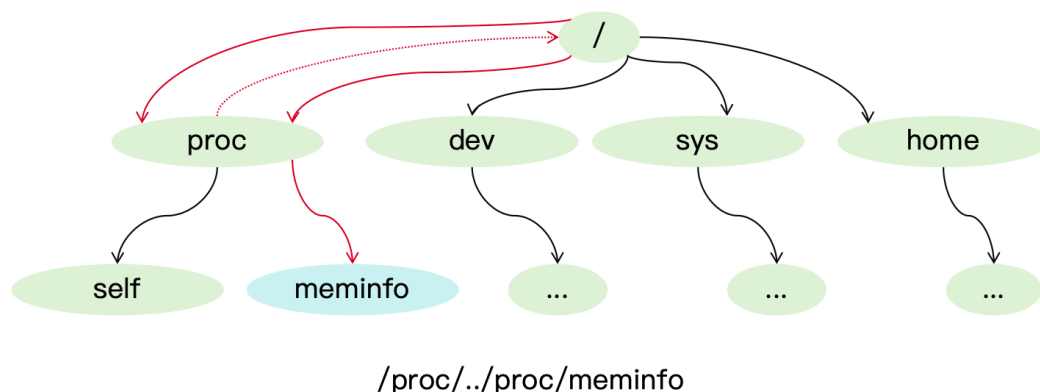 /
proc
dev
sys
home
self
meminfo
...
...
...
/proc/../proc/meminfo